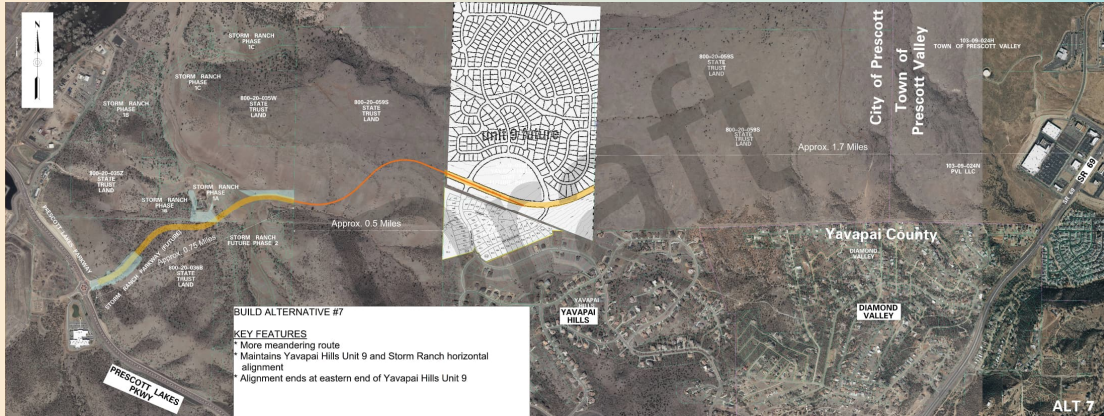 N
STORM RANCH
PHASE
1C
STORM RANCH
PHASE
1C
STORM RANCH
PHASE
1B
800-20-035W
STATE
TRUST
LAND
800-20-059S
STATE
TRUST
LAND
unit 9 future
800-20-059S
STATE
TRUST
LAND
800-20-059S
STATE
TRUST
LAND
City of Prescott
Town of
Prescott Valley
103-09-024H
TOWN OF PRESCOTT VALLEY
103-09-024N
PVL LLC
SR 69
SR 69
Approx. 1.7 Miles
STATE
TRUST
LAND
STORM RANCH
PHASE
1A
STORM RANCH
PHASE
1B
STORM RANCH
FUTURE PHASE 2
Approx. 0.5 Miles
Approx. 0.75 Miles
STORM RANCH PARKWAY (FUTURE)
PRESCOTT LAKES PARKWAY
800-20-036B
STATE
TRUST
LAND
Draft
Yavapai County
DIAMOND
VALLEY
DIAMOND
VALLEY
YAVAPAI
HILLS
YAVAPAI
HILLS
BUILD ALTERNATIVE #7
KEY FEATURES
* More meandering route
* Maintains Yavapai Hills Unit 9 and Storm Ranch horizontal
alignment
* Alignment ends at eastern end of Yavapai Hills Unit 9
PRESCOTT LAKES
PKWY
ALT 7